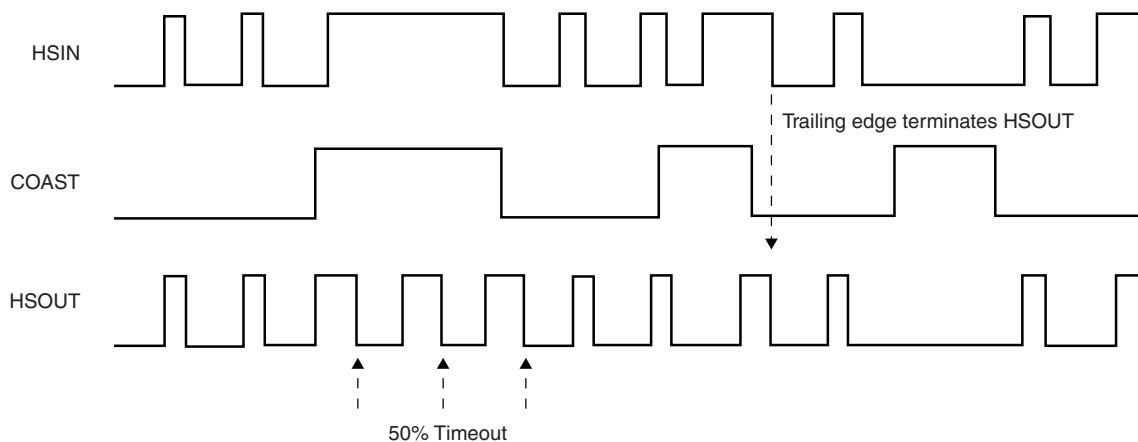 HSIN
Trailing edge terminates HSOUT
COAST
HSOUT
50% Timeout